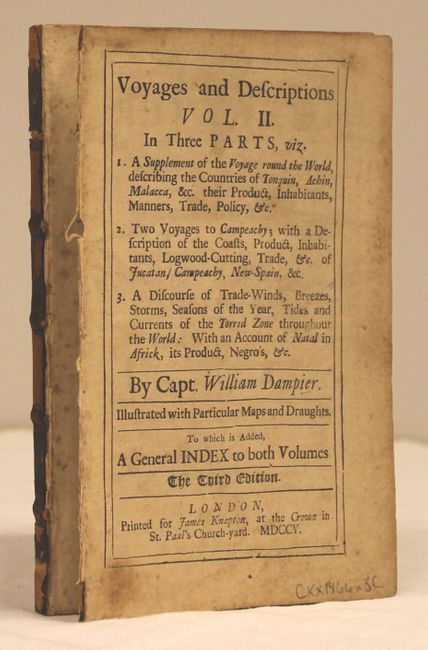 Voyages and Deſcriptions
VOL. II.
In Three PARTS, viz.
1. A Supplement of the Voyage round the World,
deſcribing the Countries of Tonquin, Achin,
Malacca, &c. their Product, Inhabitants,
Manners, Trade, Policy, &c.
2. Two Voyages to Campeachy; with a De-
ſcription of the Coaſts, Product, Inhabi-
tants, Logwood-Cutting, Trade, &c. of
Jucatan, Campeachy, New-Spain, &c.
3. A Diſcourſe of Trade-Winds, Breezes,
Storms, Seaſons of the Year, Tides and
Currents of the Torrid Zone throughout
the World: With an Account of Natal in
Africk, its Product, Negro's, &c.
By Capt. William Dampier.
Illuſtrated with Particular Maps and Draughts.
To which is Added,
A General INDEX to both Volumes
The Third Edition.
LONDON,
Printed for James Knapton, at the Crown in
St. Paul's Church-yard. MDCCV.